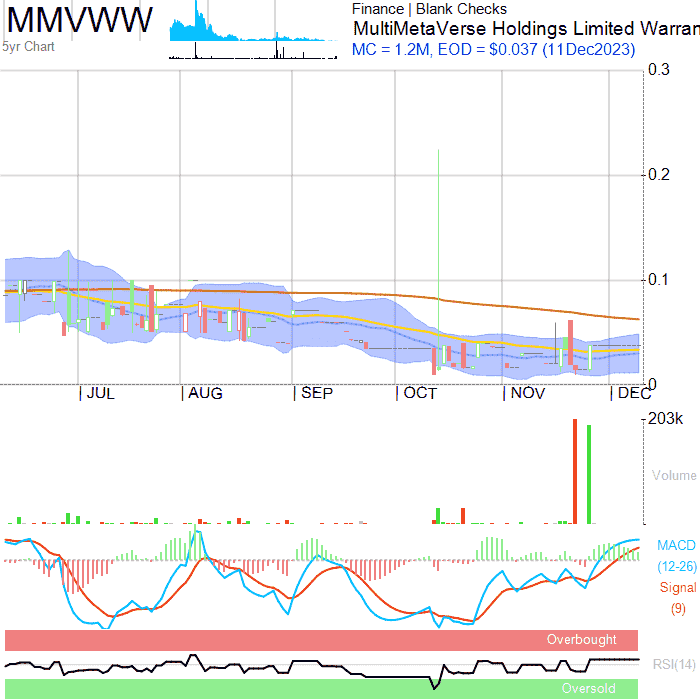 MMVWW
5yr Chart
Finance | Blank Checks
MultiMetaVerse Holdings Limited Warran
MC = 1.2M, EOD = $0.037 (11Dec2023)
0.3
0.2
0.1
0
| JUL
| AUG
| SEP
| OCT
| NOV
| DEC
203k
Volume
MACD
(12-26)
Signal
(9)
Overbought
RSI(14)
Oversold